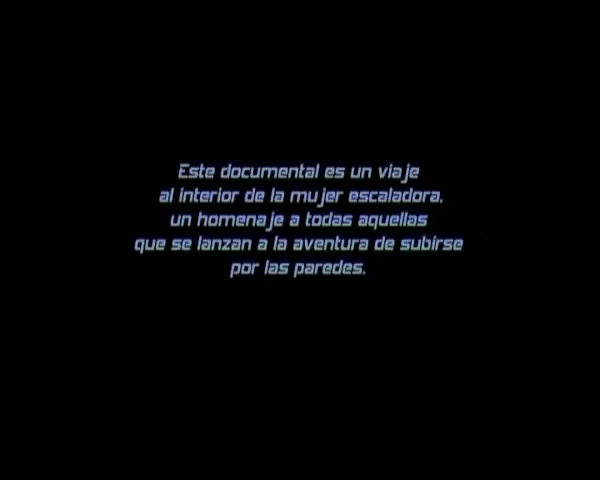 Este documental es un viaje
al interior de la mujer escaladora,
un homenaje a todas aquellas
que se lanzan a la aventura de subirse
por las paredes.